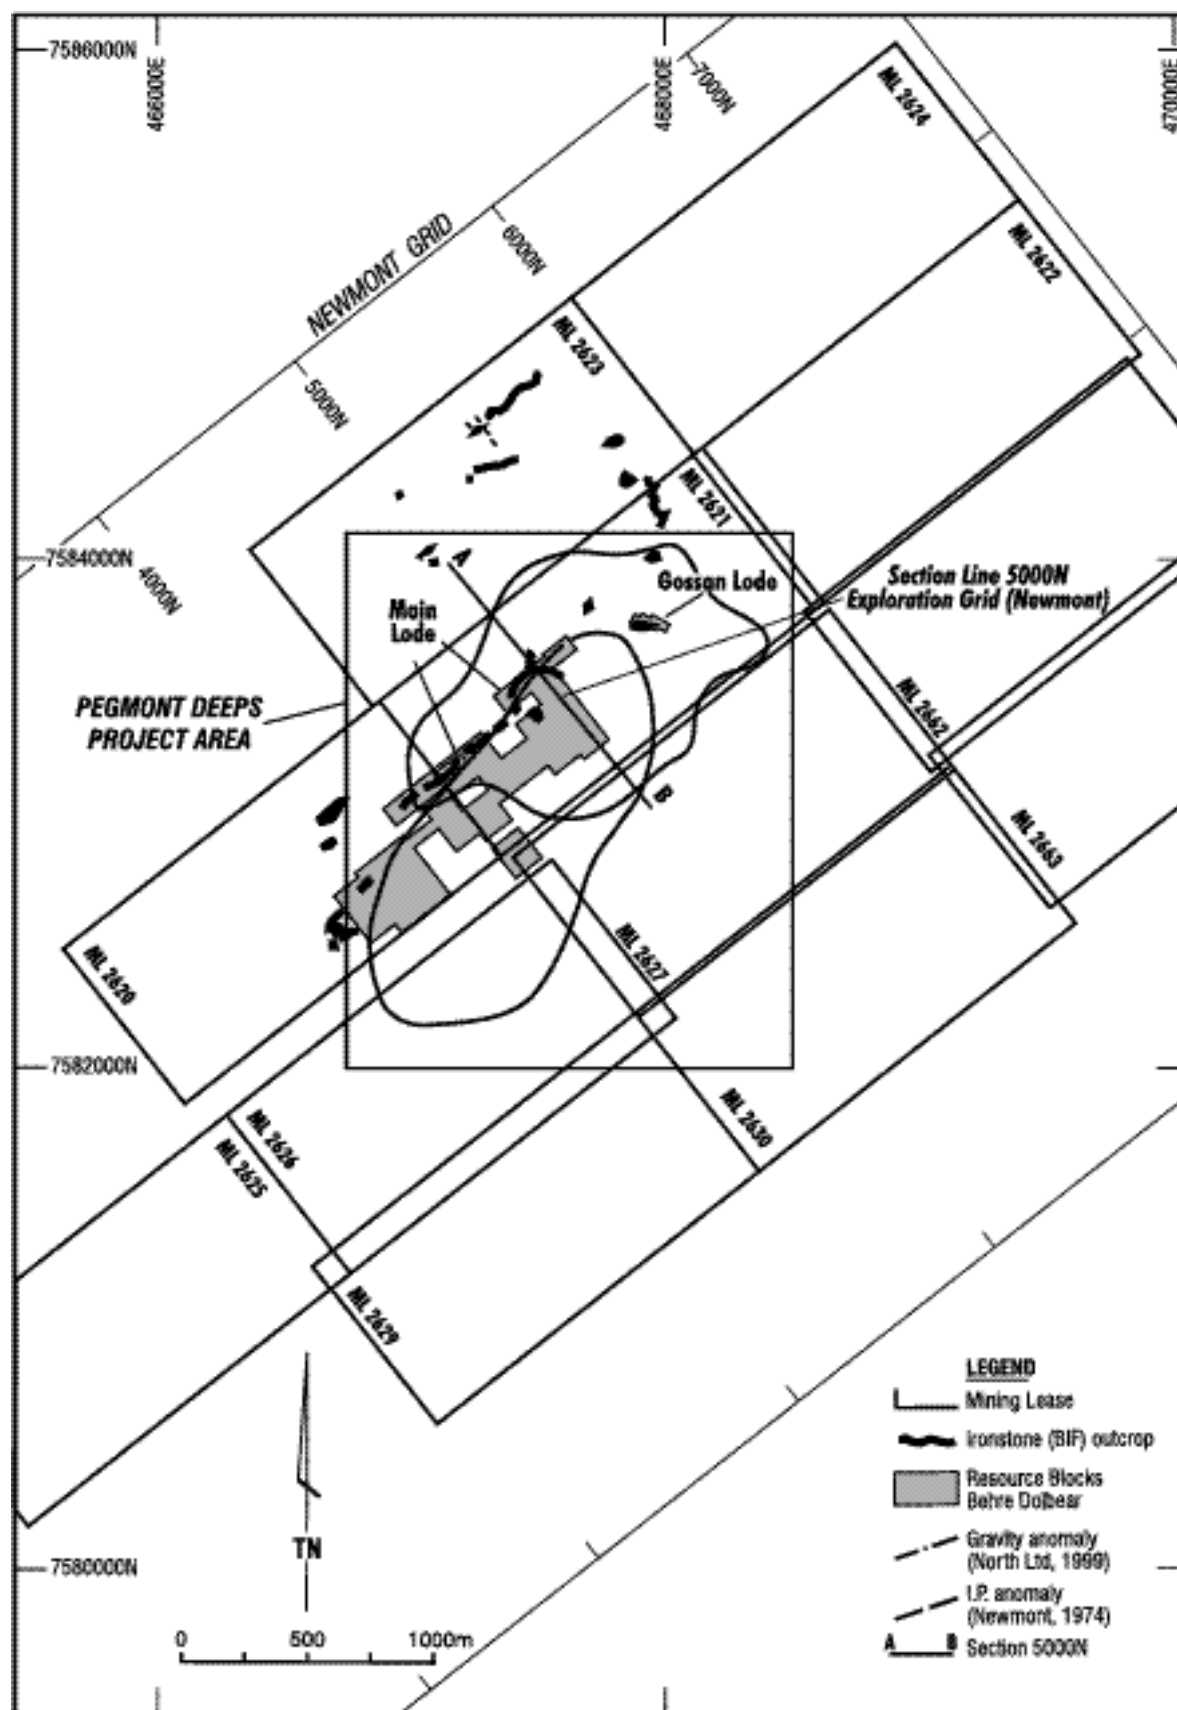 7586000N
466000E
468000E
470000E
7000N
ML 2624
6000N
NEWMONT GRID
ML 2622
ML 2623
5000N
ML 2621
7584000N
4000N
A
Gossan Lode
Section Line 5000N
Exploration Grid (Newmont)
Main
Lode
PEGMONT DEEPS
PROJECT AREA
ML 2662
B
ML 2663
ML 2620
ML 2627
7582000N
ML 2626
ML 2625
ML 2630
ML 2629
LEGEND
Mining Lease
Ironstone (BIF) outcrop
Resource Blocks
Behre Dolbear
Gravity anomaly
(North Ltd, 1999)
I.P. anomaly
(Newmont, 1974)
A B Section 5000N
TN
7580000N
0 500 1000m